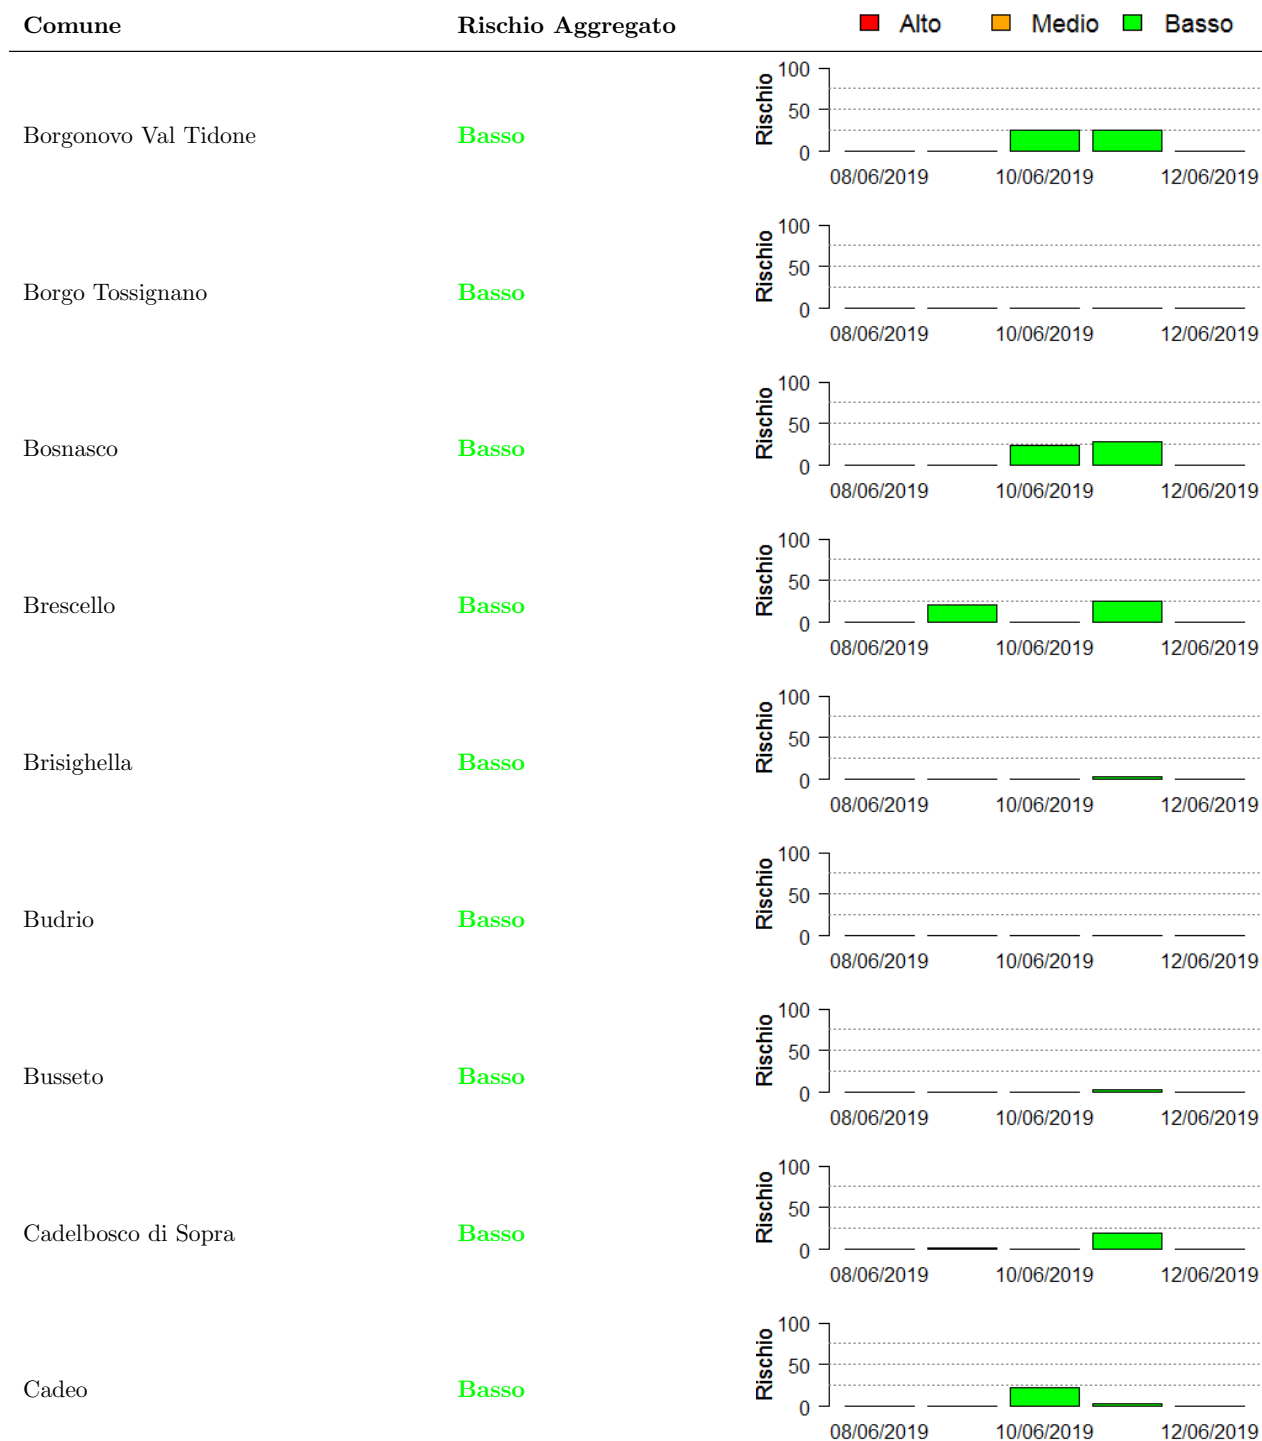 Comune Rischio Aggregato Alto Medio Basso
100
50
0
Rischio
Borgonovo Val Tidone Basso
08/06/2019 10/06/2019 12/06/2019
100
50
0
Rischio
Borgo Tossignano Basso
08/06/2019 10/06/2019 12/06/2019
100
50
0
Rischio
Bosnasco Basso
08/06/2019 10/06/2019 12/06/2019
100
50
0
Rischio
Brescello Basso
08/06/2019 10/06/2019 12/06/2019
100
50
0
Rischio
Brisighella Basso
08/06/2019 10/06/2019 12/06/2019
100
50
0
Rischio
Budrio Basso
08/06/2019 10/06/2019 12/06/2019
100
50
0
Rischio
Busseto Basso
08/06/2019 10/06/2019 12/06/2019
100
50
0
Rischio
Cadelbosco di Sopra Basso
08/06/2019 10/06/2019 12/06/2019
100
50
0
Rischio
Cadeo Basso
08/06/2019 10/06/2019 12/06/2019